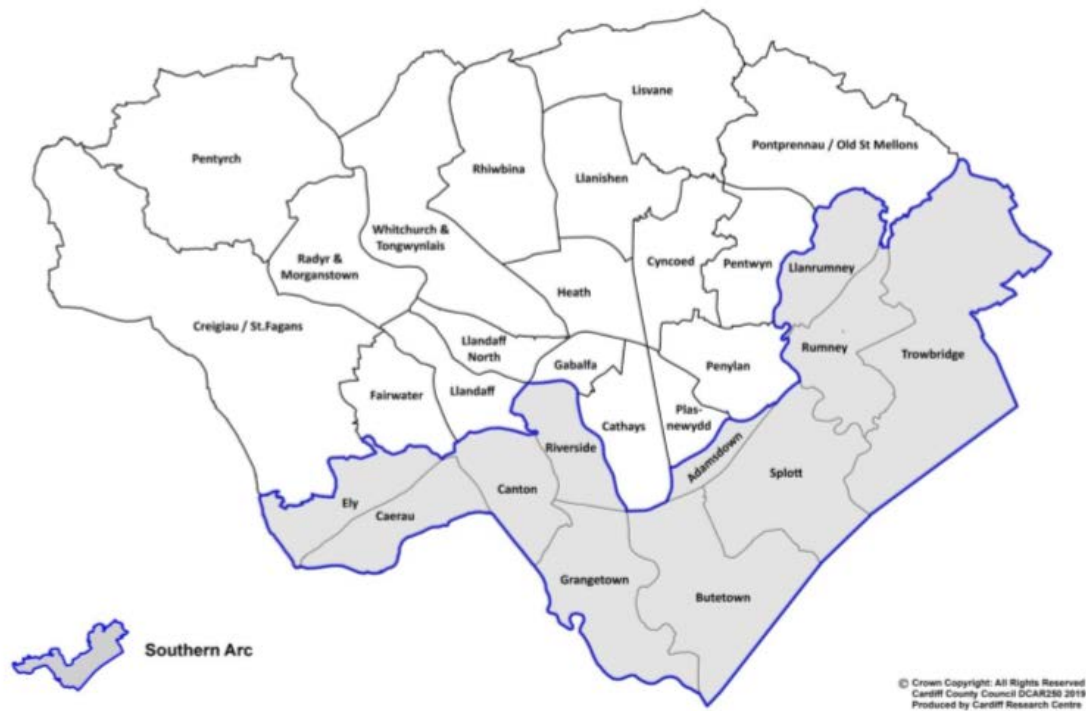 Lisvane
Pontprennau / Old St Mellons
Pentyrch
Rhiwbina
Llanishen
Whitchurch &
Tongwynlais
Radyr &
Morganstown
Cyncoed
Pentwyn
Llanrumney
Heath
Creigiau / St.Fagans
Llandaff
North
Rumney
Trowbridge
Gabalfa
Penylan
Fairwater
Llandaff
Plas-
newydd
Cathays
Riverside
Adamsdown
Splott
Canton
Ely
Caerau
Grangetown
Butetown
Southern Arc
© Crown Copyright: All Rights Reserved
Cardiff County Council DCAR250 2019
Produced by Cardiff Research Centre